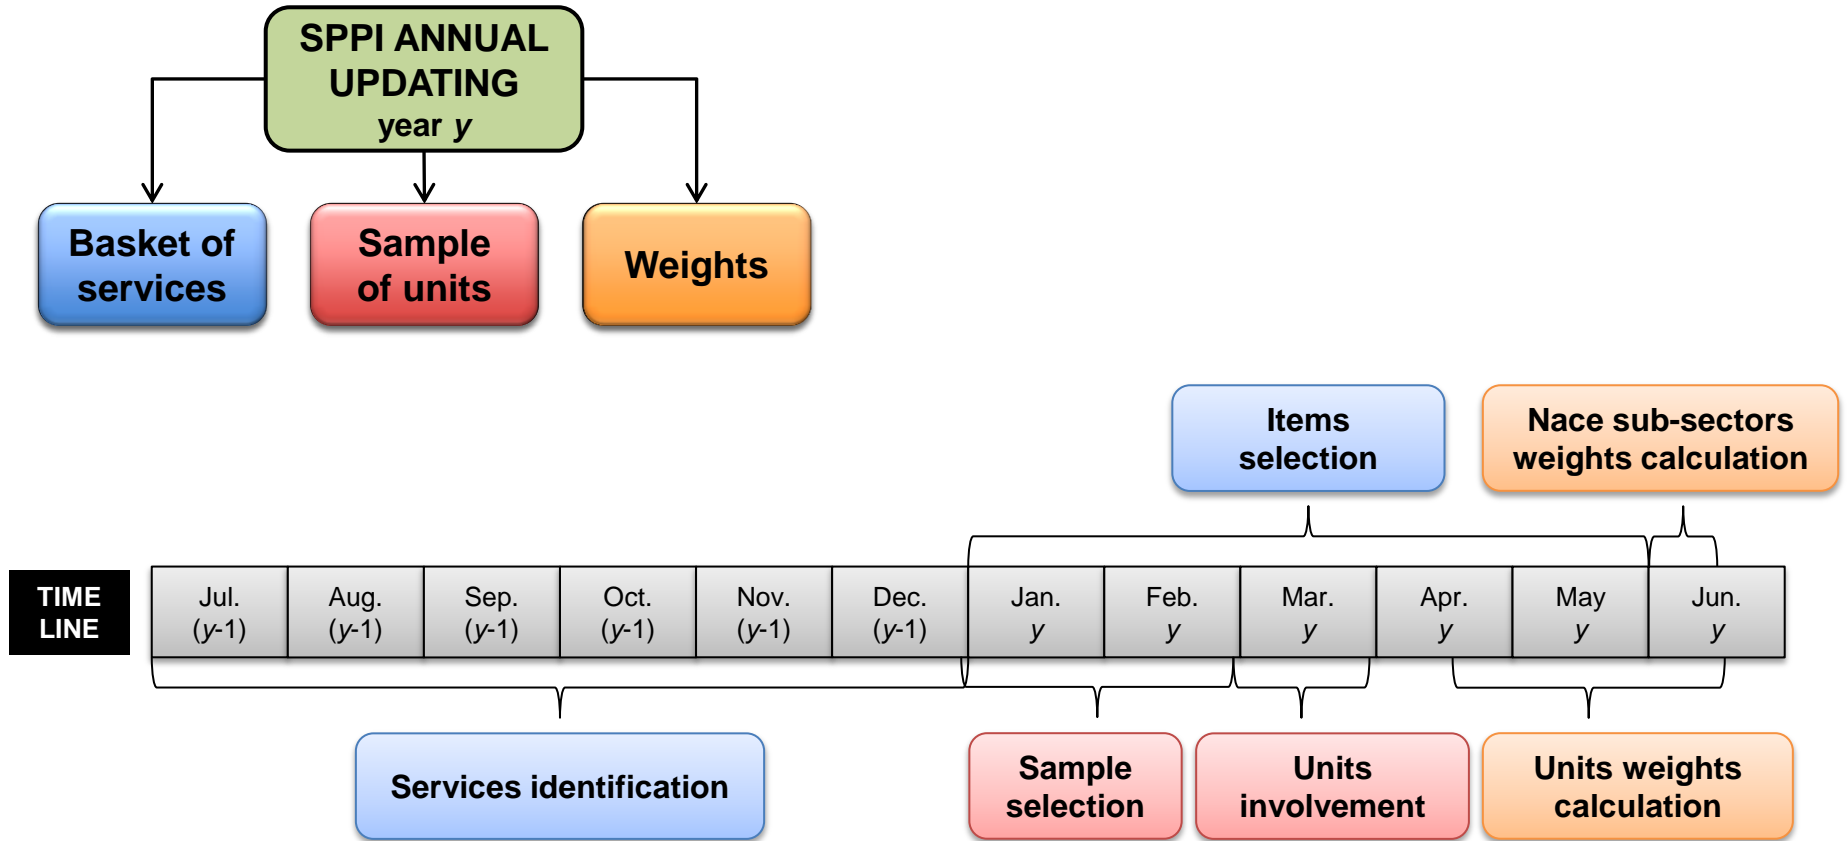 SPPI ANNUAL
UPDATING
year y
Basket of
services
Sample
of units
Weights
Items
selection
Nace sub-sectors
weights calculation
TIME
LINE
Jul.
(y-1)
Aug.
(y-1)
Sep.
(y-1)
Oct.
(y-1)
Nov.
(y-1)
Dec.
(y-1)
Jan.
y
Feb.
y
Mar.
y
Apr.
y
May
y
Jun.
y
Services identification
Sample
selection
Units
involvement
Units weights
calculation